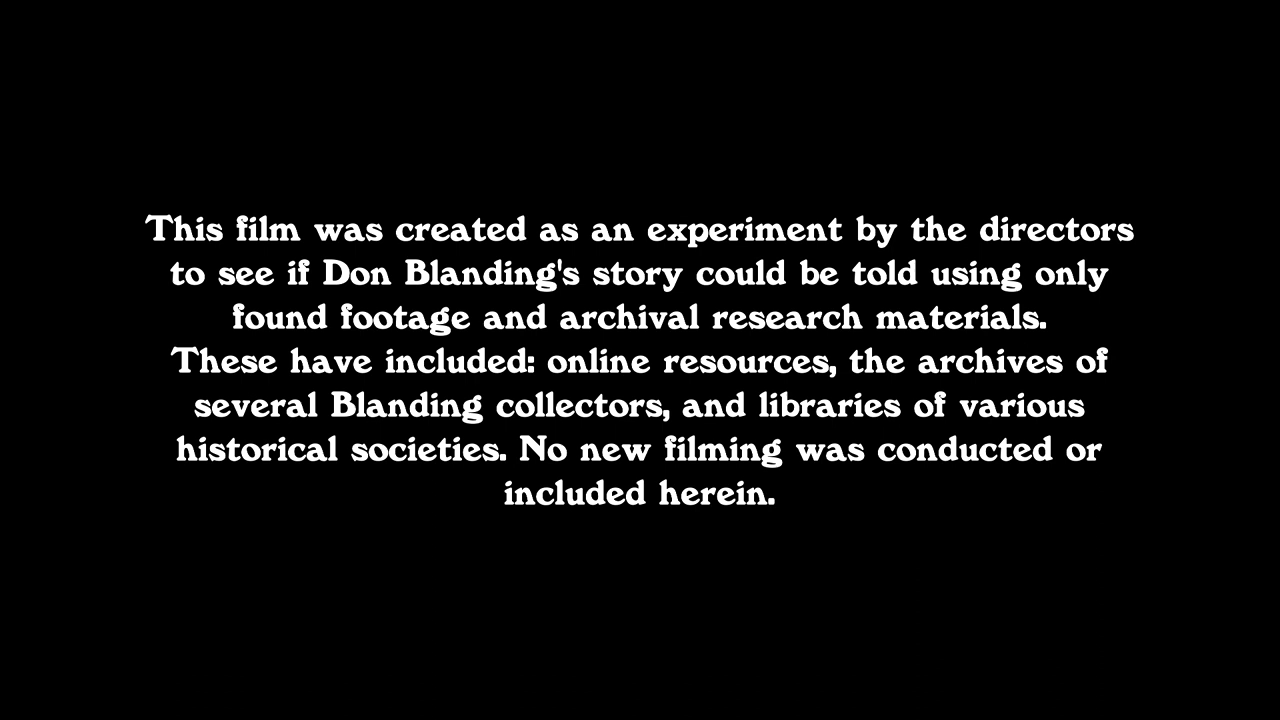 This film was created as an experiment by the directors
to see if Don Blanding's story could be told using only
found footage and archival research materials.
These have included: online resources, the archives of
several Blanding collectors, and libraries of various
historical societies. No new filming was conducted or
included herein.